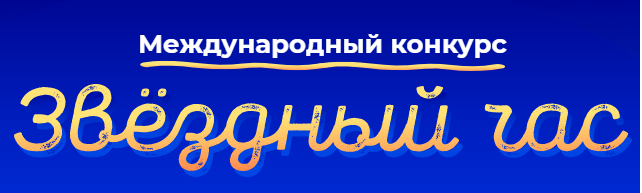 Международный конкурс
Звёздный час